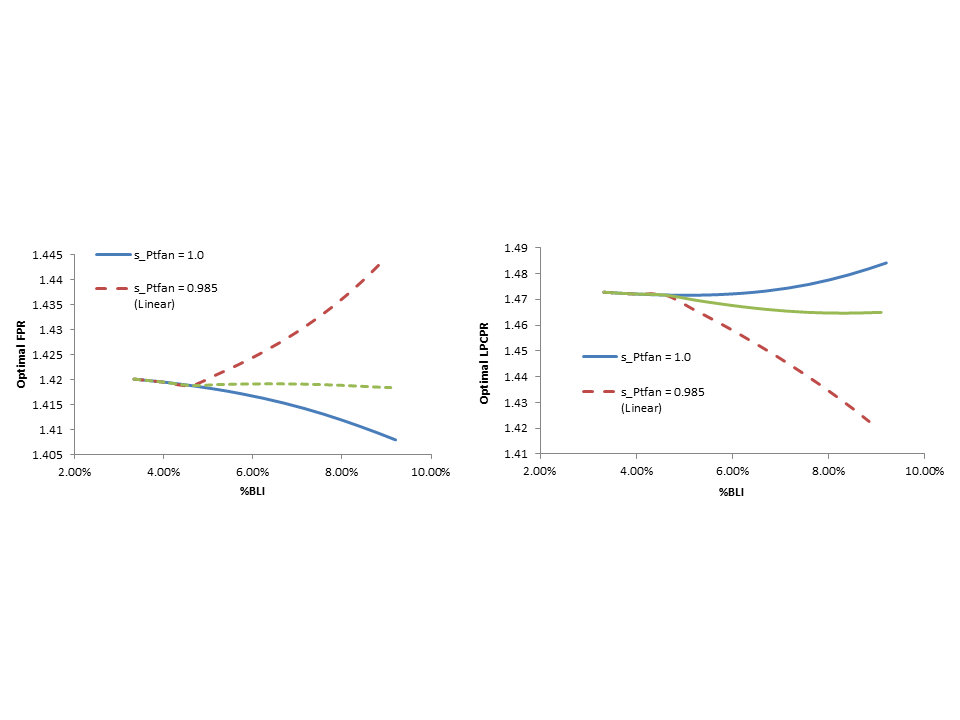 1.445
1.44
1.435
1.43
1.425
1.42
1.415
1.41
1.405
Optimal FPR
s_Ptfan = 1.0
s_Ptfan = 0.985
(Linear)
2.00% 4.00% 6.00% 8.00% 10.00%
%BLI
1.49
1.48
1.47
1.46
1.45
1.44
1.43
1.42
1.41
Optimal LPCPR
s_Ptfan = 1.0
s_Ptfan = 0.985
(Linear)
2.00% 4.00% 6.00% 8.00% 10.00%
%BLI